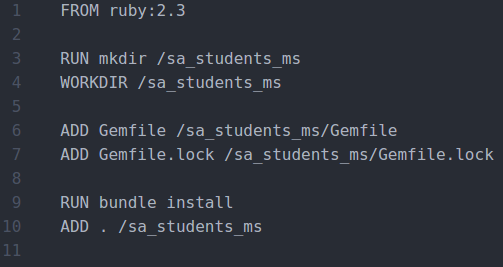 1 FROM ruby:2.3
2
3 RUN mkdir /sa_students_ms
4 WORKDIR /sa_students_ms
5
6 ADD Gemfile /sa_students_ms/Gemfile
7 ADD Gemfile.lock /sa_students_ms/Gemfile.lock
8
9 RUN bundle install
10 ADD . /sa_students_ms
11